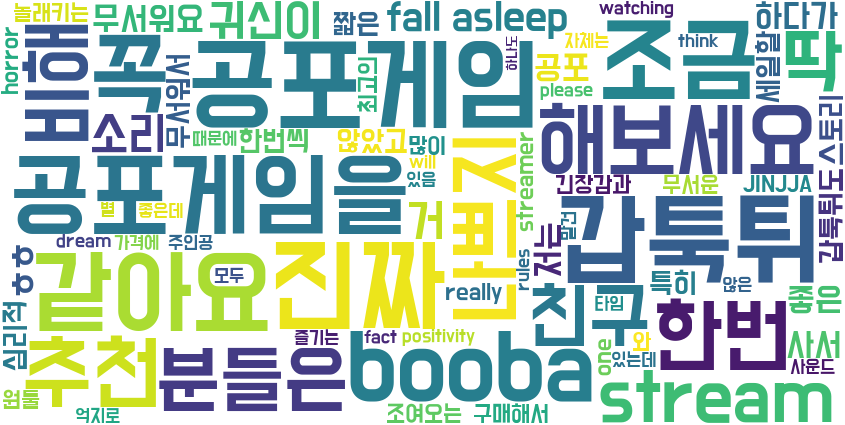 놀래키는
무서워요
귀신이
짧은
fall asleep
watching
하다가
horror
비해
꼭
공포게임
최고의
하나도
공포
자체는
think
please
조금
세일할
딱
소리
무서워서
때문에
한번씩
않았고
많이
will
있음
streamer
해보세요
스토리
공포게임을
별
좋은데
거
긴장감과
무서운
JINJJA
갑툭튀도
dream
가격에
주인공
진짜
저는
rules
갑툭튀
ㅎㅎ
같아요
모두
really
친구
특히
않은
타임
좋은
심리적
추천
분들은
즐기는
fact
positivity
booba
one
와
있는데
한번
사서
사운드
억지로
조여오는
구매해서
stream